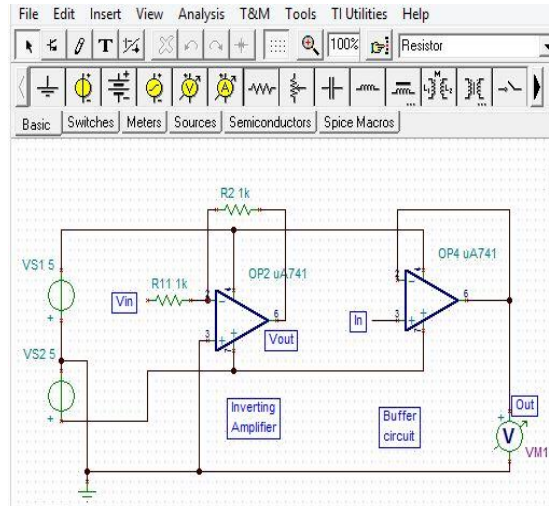 File Edit Insert View Analysis T&M Tools TI Utilities Help
T 100% Resistor
Basic Switches Meters Sources Semiconductors Spice Macros
R2 1k
OP4 uA741
VS1 5
R11 1k
OP2 uA741
Vin
2
6
3
Vout
In
2
6
3
VS2 5
Inverting
Amplifier
Buffer
circuit
Out
V
VM1